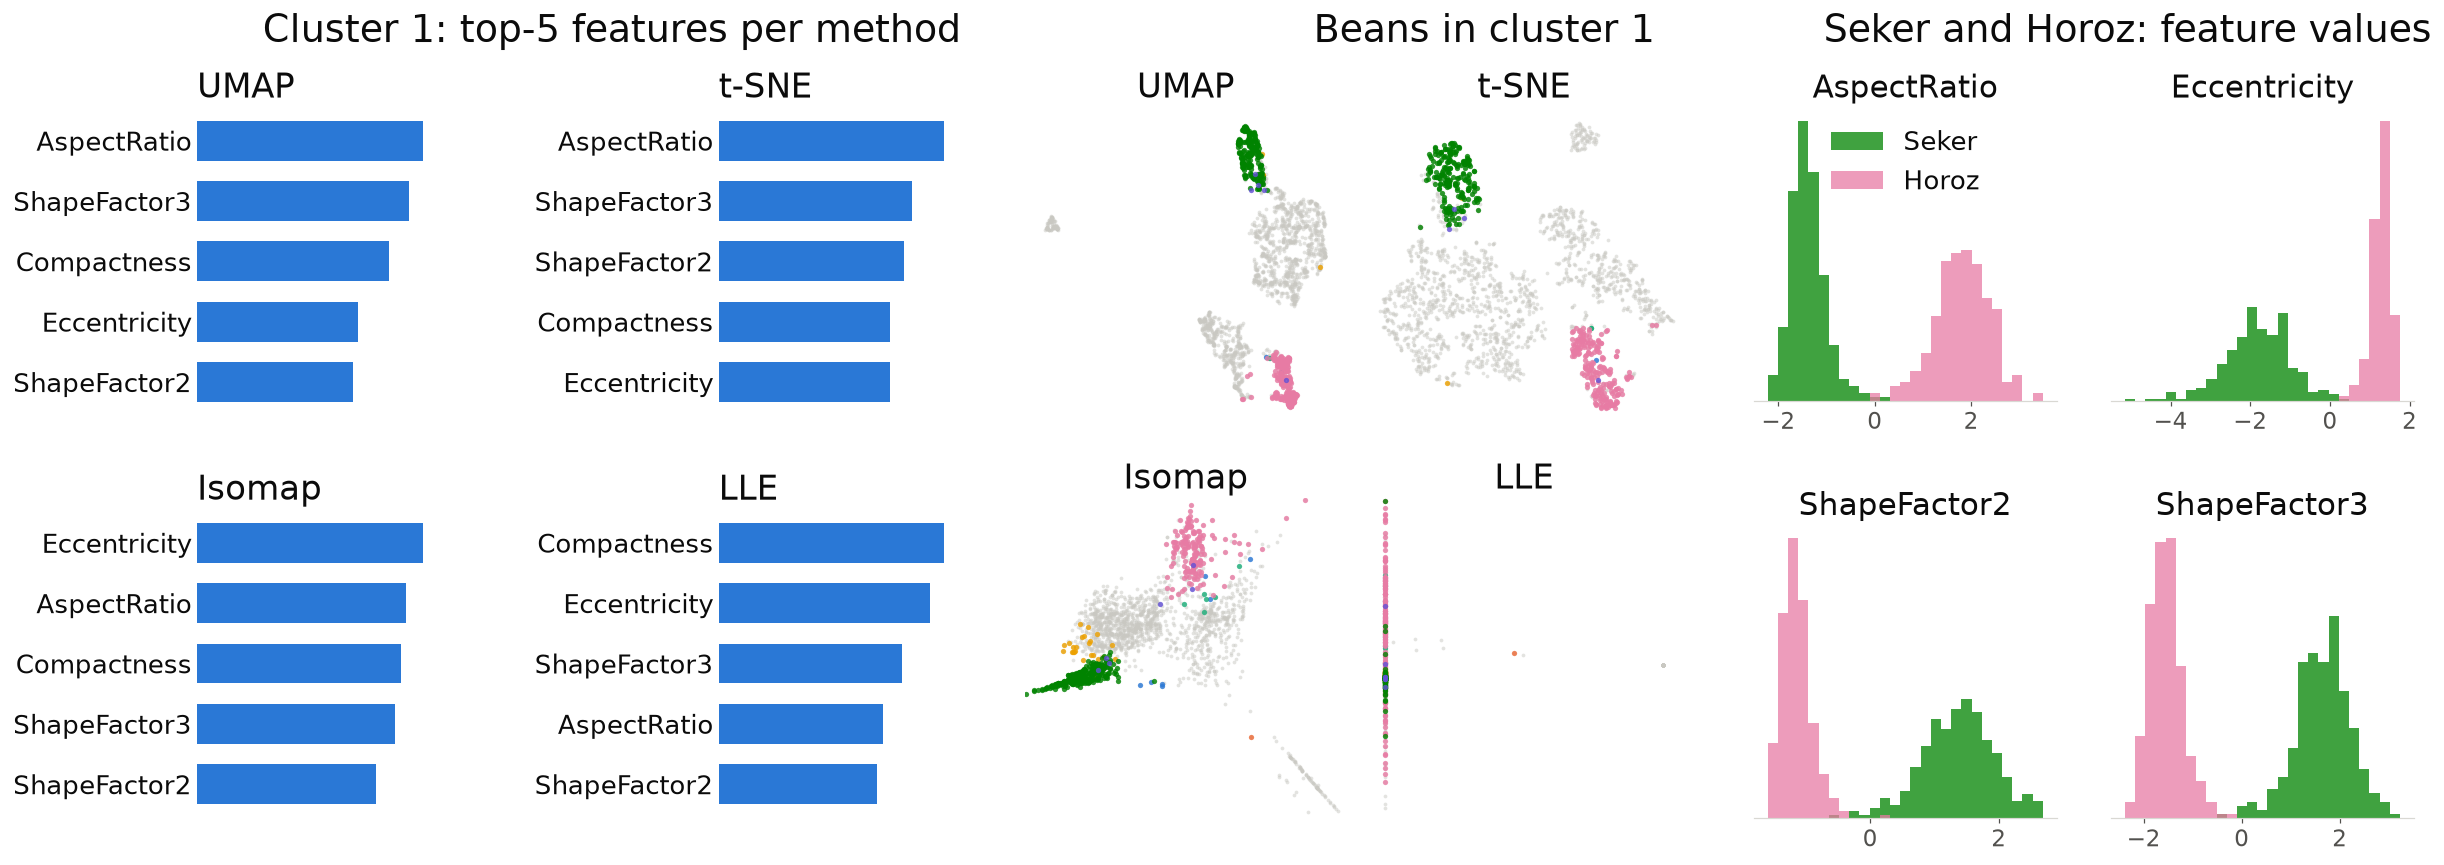 Cluster 1: top-5 features per method
UMAP
AspectRatio
ShapeFactor3
Compactness
Eccentricity
ShapeFactor2
t-SNE
AspectRatio
ShapeFactor3
ShapeFactor2
Compactness
Eccentricity
Isomap
Eccentricity
AspectRatio
Compactness
ShapeFactor3
ShapeFactor2
LLE
Compactness
Eccentricity
ShapeFactor3
AspectRatio
ShapeFactor2
Beans in cluster 1
UMAP
t-SNE
Isomap
LLE
Seker and Horoz: feature values
AspectRatio
Seker
Horoz
−2 0 2
Eccentricity
−4 −2 0 2
ShapeFactor2
0 2
ShapeFactor3
−2 0 2